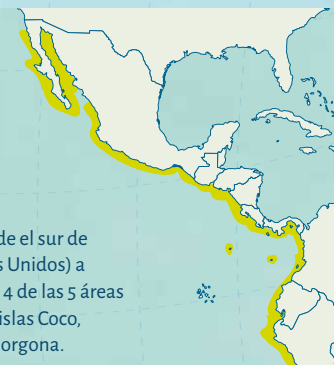 de el sur de
s Unidos) a
4 de las 5 áreas
islas Coco,
orgona.